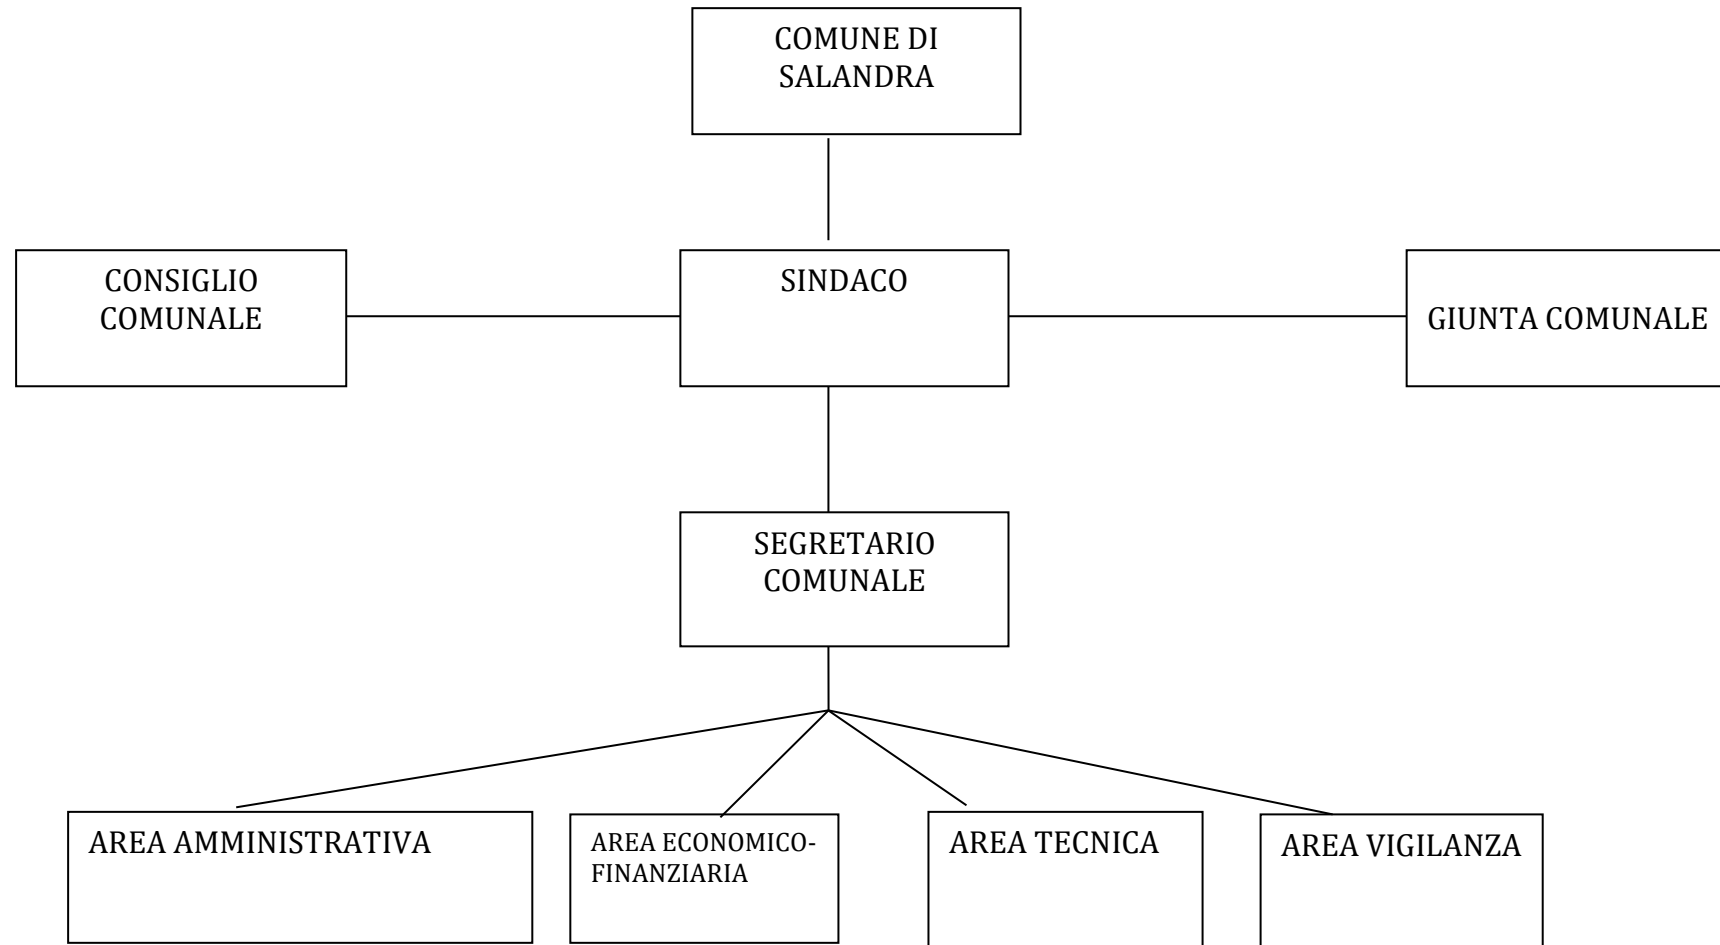 COMUNE DI
SALANDRA
CONSIGLIO
COMUNALE
SINDACO
GIUNTA COMUNALE
SEGRETARIO
COMUNALE
AREA AMMINISTRATIVA
AREA ECONOMICO-
FINANZIARIA
AREA TECNICA
AREA VIGILANZA